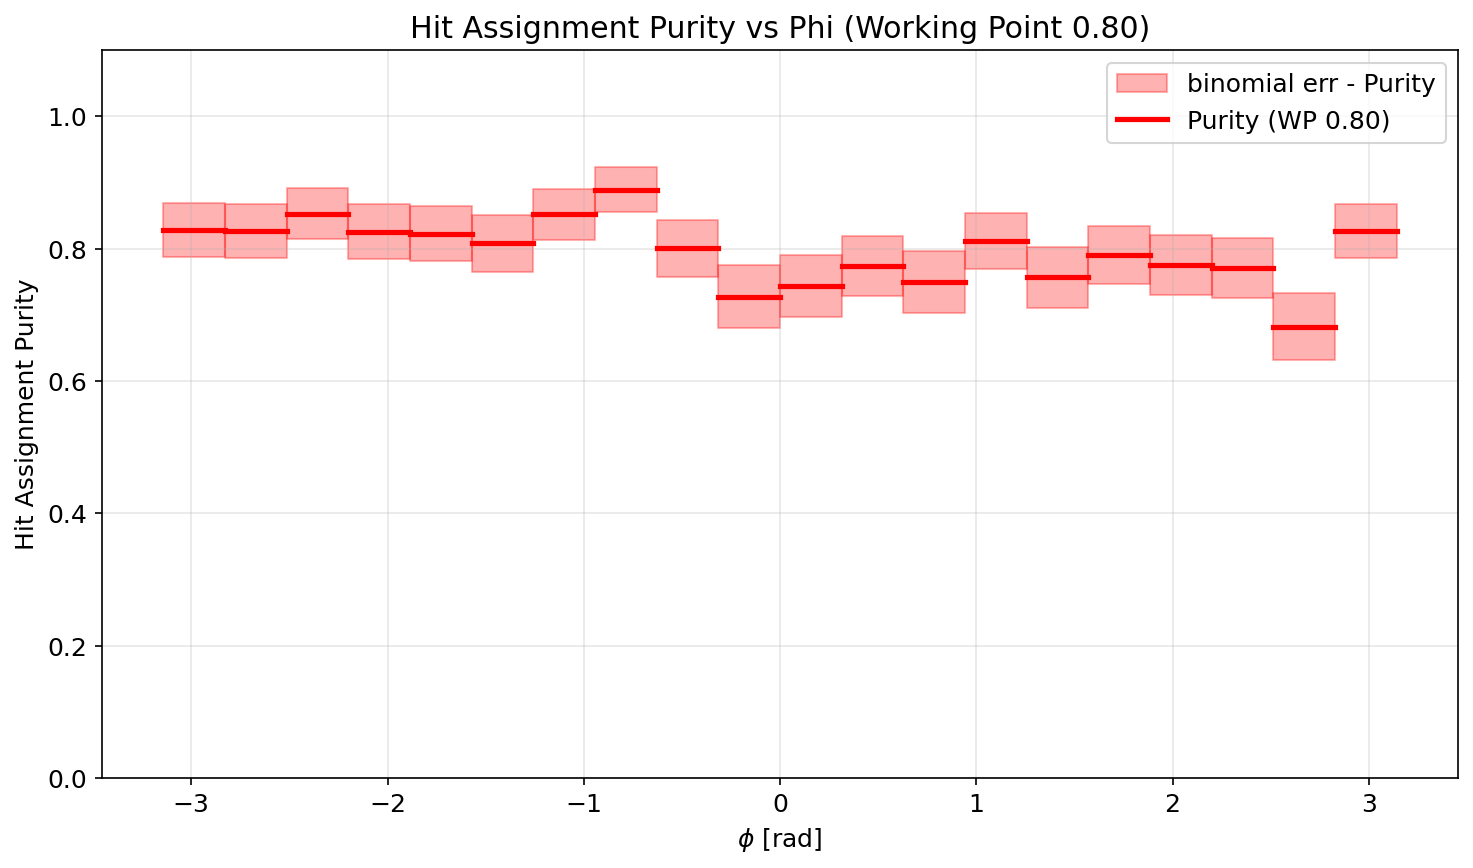 Hit Assignment Purity vs Phi (Working Point 0.80)
binomial err - Purity
Purity (WP 0.80)
Hit Assignment Purity
1.0
0.8
0.6
0.4
0.2
0.0
−3
−2
−1
0
1
2
3
ϕ [rad]